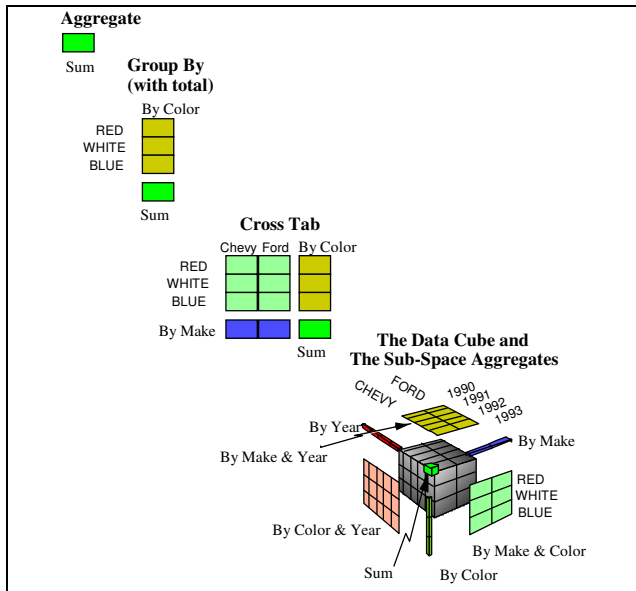 Aggregate
Sum
Group By
(with total)
By Color
RED
WHITE
BLUE
Sum
Cross Tab
Chevy Ford By Color
RED
WHITE
BLUE
By Make
Sum
The Data Cube and
The Sub-Space Aggregates
CHEVY
FORD
1990
1991
1992
1993
By Year
By Make
By Make & Year
RED
WHITE
BLUE
By Color & Year
By Make & Color
Sum
By Color